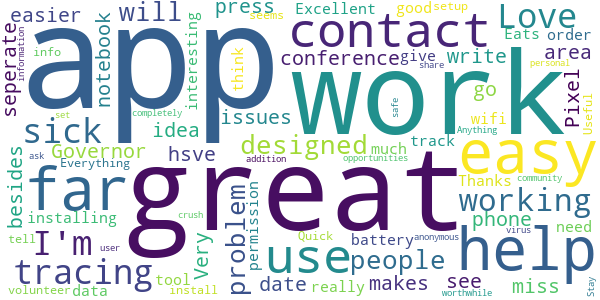 easier
will
press
Excellent
good
setup
Love
seems
info
app
contact
Eats
order
information
seperate
notebook
interesting
think
conference
give
write
area
share
work
go
Pixel
set
completely
issues
safe
wifi
Useful
personal
sick
idea
designed
much
track
Anything
Governor
hsve
easy
Everything
besides
far
great
ask
addition
opportunities
Thanks
community
working
installing
problem
permission
phone
need
crush
I'm
Very
use
Quick
battery
anonymous
help
virus
tell
user
people
tracing
tool
date
really
makes
see
miss
Stay
volunteer
data
install
worthwhile